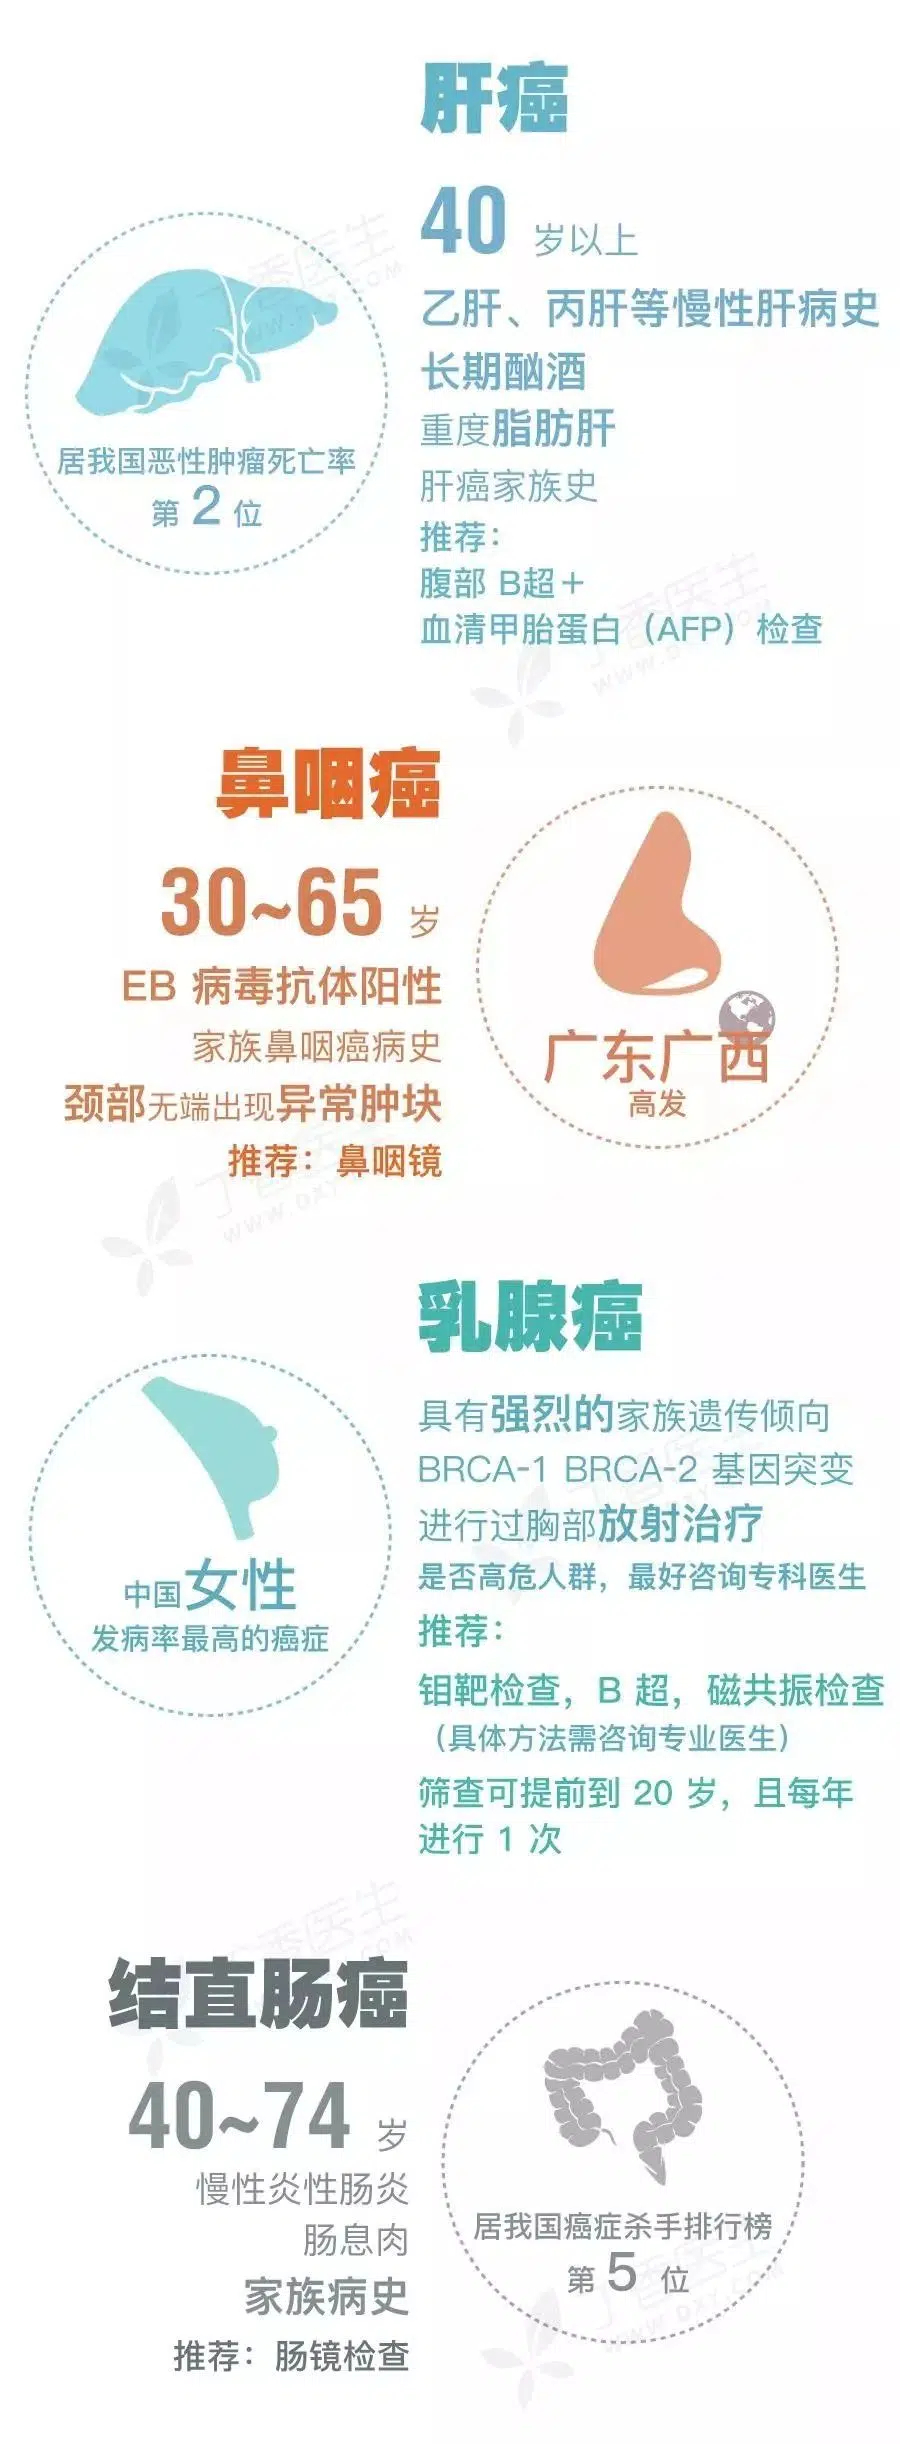 肝癌
40 岁以上
乙肝、丙肝等慢性肝病史
长期酗酒
重度脂肪肝
肝癌家族史
推荐：
腹部 B超＋
血清甲胎蛋白（AFP）检查
居我国恶性肿瘤死亡率
第 2 位
鼻咽癌
30~65 岁
EB 病毒抗体阳性
家族鼻咽癌病史
颈部无端出现异常肿块
推荐：鼻咽镜
广东广西
高发
乳腺癌
具有强烈的家族遗传倾向
BRCA-1 BRCA-2 基因突变
进行过胸部放射治疗
是否高危人群，最好咨询专科医生
推荐：
钼靶检查，B 超，磁共振检查
（具体方法需咨询专业医生）
筛查可提前到 20 岁，且每年
进行 1 次
中国女性
发病率最高的癌症
结直肠癌
40~74 岁
慢性炎性肠炎
肠息肉
家族病史
推荐：肠镜检查
居我国癌症杀手排行榜
第 5 位
丁香医生
WWW.DXY.COM